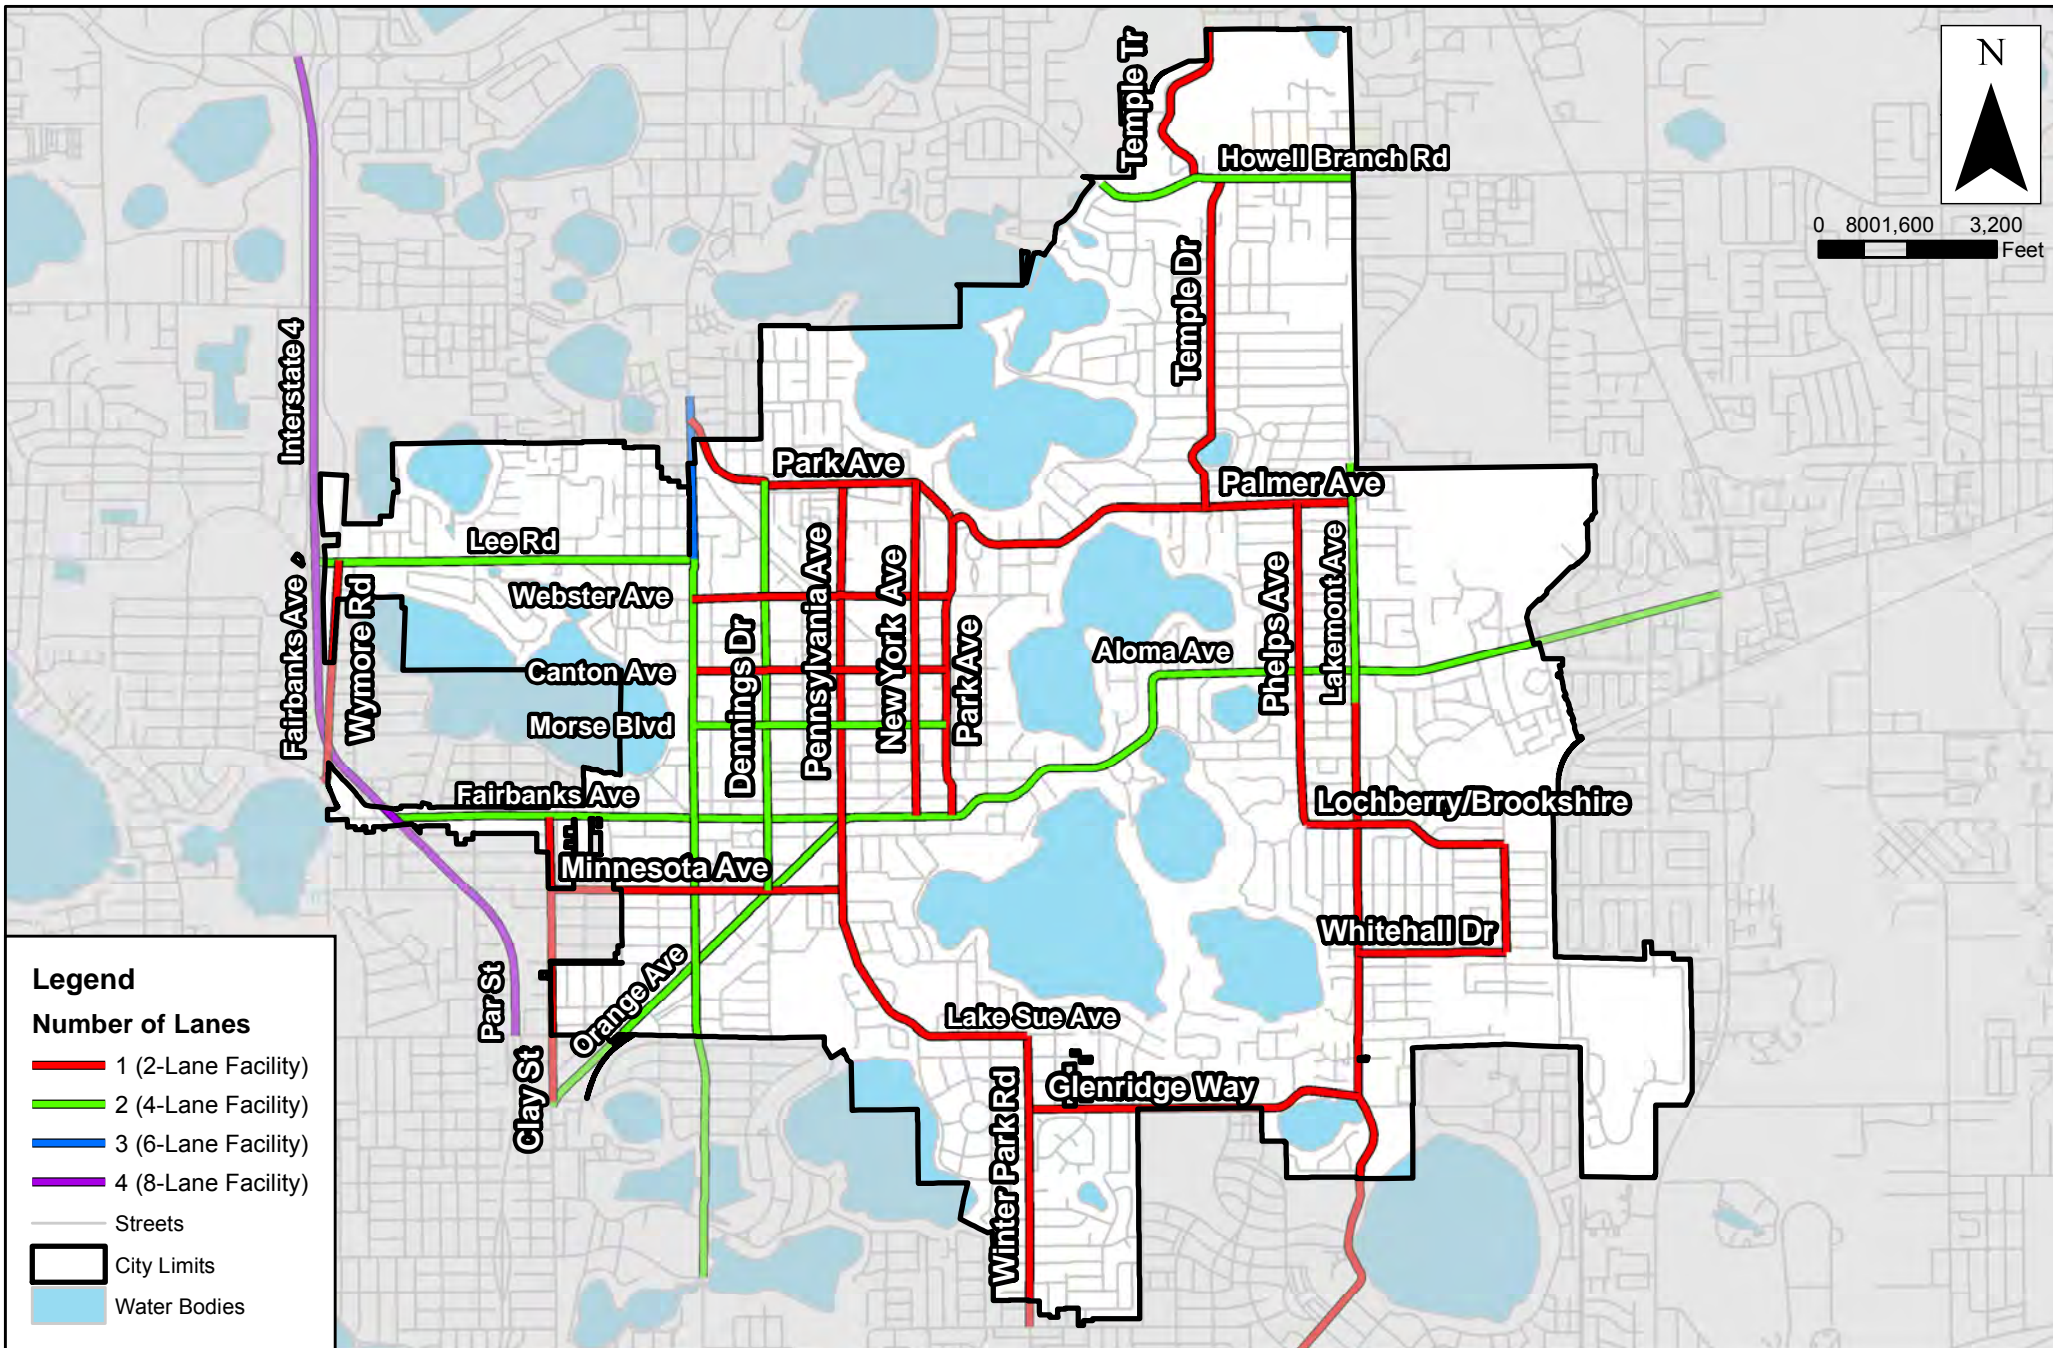 N
0 8001,600 3,200
Feet
Temple Tr
Howell Branch Rd
Temple Dr
Interstate 4
Park Ave
Palmer Ave
Lee Rd
Webster Ave
Fairbanks Ave
Wymore Rd
Pennsylvania Ave
New York Ave
Phelps Ave
Lakemont Ave
Dennings Dr
Park Ave
Aloma Ave
Canton Ave
Morse Blvd
Fairbanks Ave
Lochberry/Brookshire
Minnesota Ave
Whitehall Dr
Orange Ave
Par St
Lake Sue Ave
Clay St
Glenridge Way
Winter Park Rd
Legend
Number of Lanes
1 (2-Lane Facility)
2 (4-Lane Facility)
3 (6-Lane Facility)
4 (8-Lane Facility)
Streets
City Limits
Water Bodies